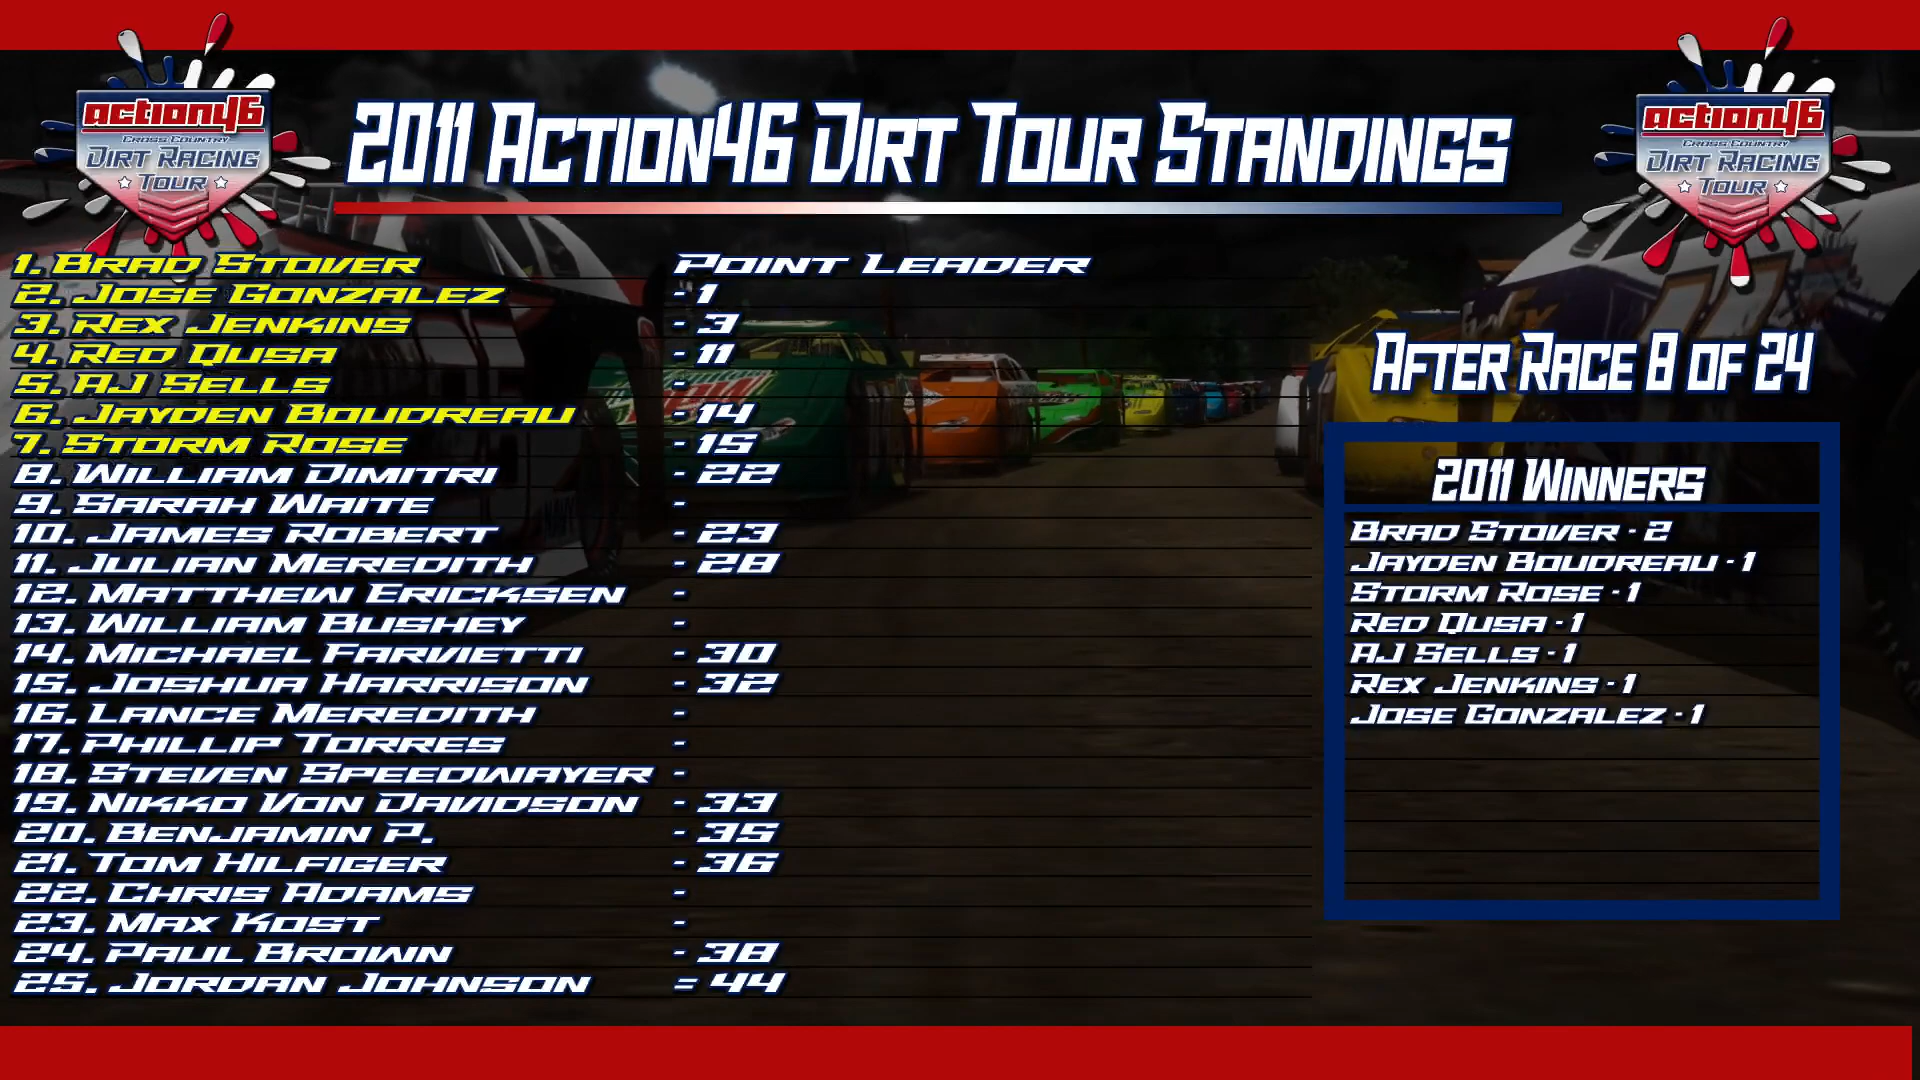 action46
Cross Country
Dirt Racing
Tour
2011 Action46 Dirt Tour Standings
action46
Cross Country
Dirt Racing
Tour
1. Brad Stover Point Leader
2. Jose Gonzalez - 1
3. Rex Jenkins - 3
4. Red Qusa - 11
5. AJ Sells -
6. Jayden Boudreau - 14
7. Storm Rose - 15
8. William Dimitri - 22
9. Sarah Waite -
10. James Robert - 23
11. Julian Meredith - 28
12. Matthew Ericksen -
13. William Bushey -
14. Michael Farvietti - 30
15. Joshua Harrison - 32
16. Lance Meredith -
17. Phillip Torres -
18. Steven Speedwayer -
19. Nikko Von Davidson - 33
20. Benjamin P. - 35
21. Tom Hilfiger - 36
22. Chris Adams -
23. Max Kost -
24. Paul Brown - 38
25. Jordan Johnson = 44
After Race 8 of 24
2011 Winners
Brad Stover - 2
Jayden Boudreau - 1
Storm Rose - 1
Red Qusa - 1
AJ Sells - 1
Rex Jenkins - 1
Jose Gonzalez - 1